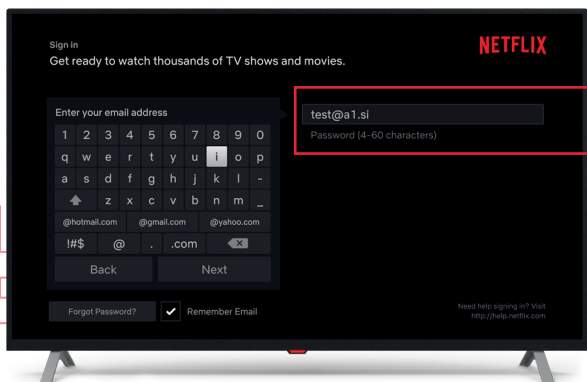 Sign in
NETFLIX
Get ready to watch thousands of TV shows and movies.
Enter your email address
test@a1.si
Password (4-60 characters)
1 2 3 4 5 6 7 8 9 0
q w e r t y u i o p
a s d f g h j k l -
z x c v b n m _
@hotmail.com @gmail.com @yahoo.com
!#$ @ . .com
Back Next
Forgot Password? Remember Email
Need help signing in? Visit
http://help.netflix.com